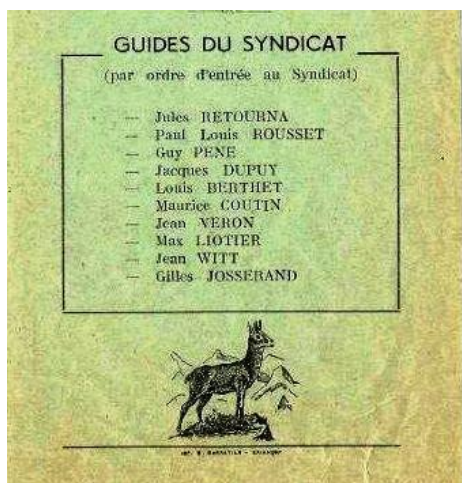 GUIDES DU SYNDICAT
(par ordre d'entrée au Syndicat)
— Jules RETOURNA
— Paul Louis ROUSSET
— Guy PENE
— Jacques DUPUY
— Louis BERTHET
— Maurice COUTIN
— Jean VERON
— Max LIOTIER
— Jean WITT
— Gilles JOSSERAND